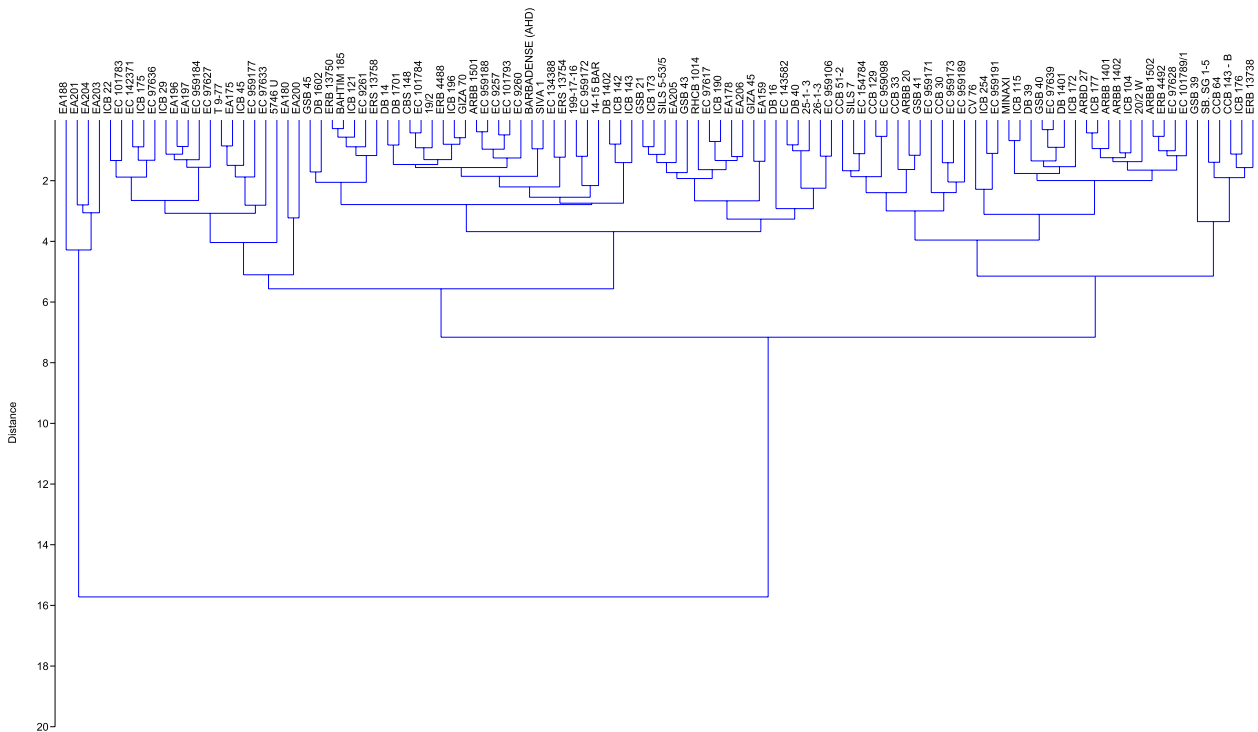 EA188
EA201
EA204
EA203
ICB 22
EC 101783
EC 142371
ICB 175
EC 97636
ICB 29
EA196
EA197
EC 959184
EC 97627
T 9-77
EA175
ICB 45
EC 959177
EC 97633
5746 U
EA180
EA200
GSB 45
DB 1602
ERB 13750
BAHTIM 185
ICB 121
EC 9261
ERS 13758
DB 14
DB 1701
CCB 148
EC 101784
19/2
ERB 4488
ICB 196
GIZA 70
ARBB 1501
EC 959188
EC 9257
EC 101793
EC 9260
BARBADENSE (AHD)
SIVA 1
EC 134388
EBS 13754
199-17-16
EC 959172
14-15 BAR
DB 1402
ICB 142
ICB 143
GSB 21
ICB 173
SILS 5-53/5
EA205
GSB 43
RHCB 1014
EC 97617
ICB 190
EA178
EA206
GIZA 45
EA159
DB 16
EC 143582
DB 40
25-1- 3
26-1-3
EC 959106
CCB 51-2
SILS 7
EC 154784
CCB 129
EC 959098
CCB 33
ARBB 20
GSB 41
EC 959171
CCB 30
EC 959173
EC 959189
CV 76
ICB 254
EC 959191
MINAXI
ICB 115
DB 39
GSB 40
EC 97639
DB 1401
ICB 172
ARBD 27
ICB 177
ARBB 1401
ARBB 1402
ICB 104
20/2 W
ARBB 1502
ERB 4492
EC 97628
EC 101789/1
GSB 39
SB. SG -1-5
CCB 64
CCB 143 - B
ICB 176
ERB 13738
2
4
6
8
10
12
14
16
18
20
Distance